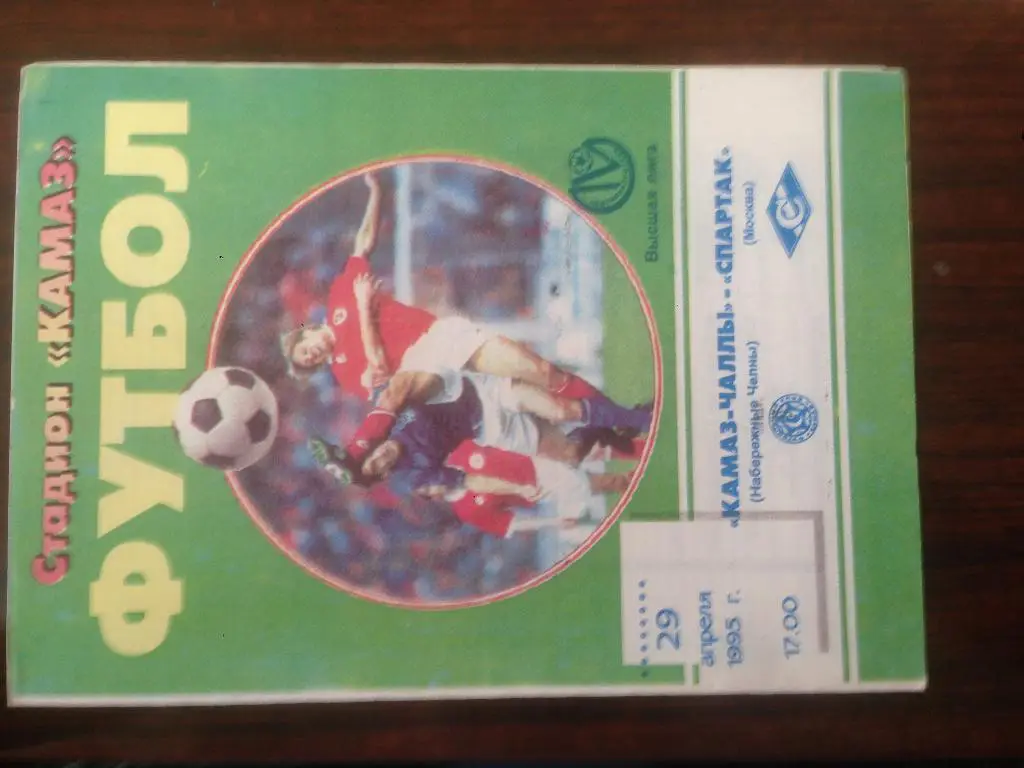 Стадион «КАМАЗ»
ФУТБОЛ
Высшая лига
29
апреля
1995 г.
17.00
«КАМАЗ-ЧАЛЛЫ» - «СПАРТАК»
(Набережные Челны) (Москва)